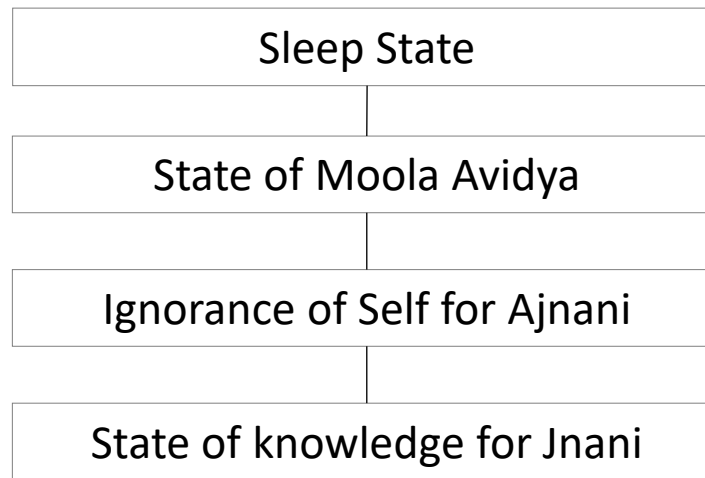 Sleep State
State of Moola Avidya
Ignorance of Self for Ajnani
State of knowledge for Jnani